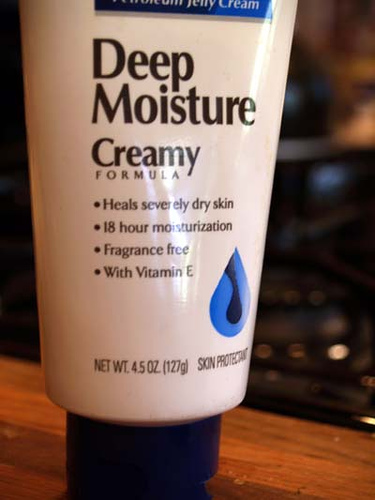 Petroleum Jelly Cream
Deep
Moisture
Creamy
FORMULA
• Heals severely dry skin
• 18 hour moisturization
• Fragrance free
• With Vitamin E
NET WT. 4.5 OZ. (127g) SKIN PROTECTANT